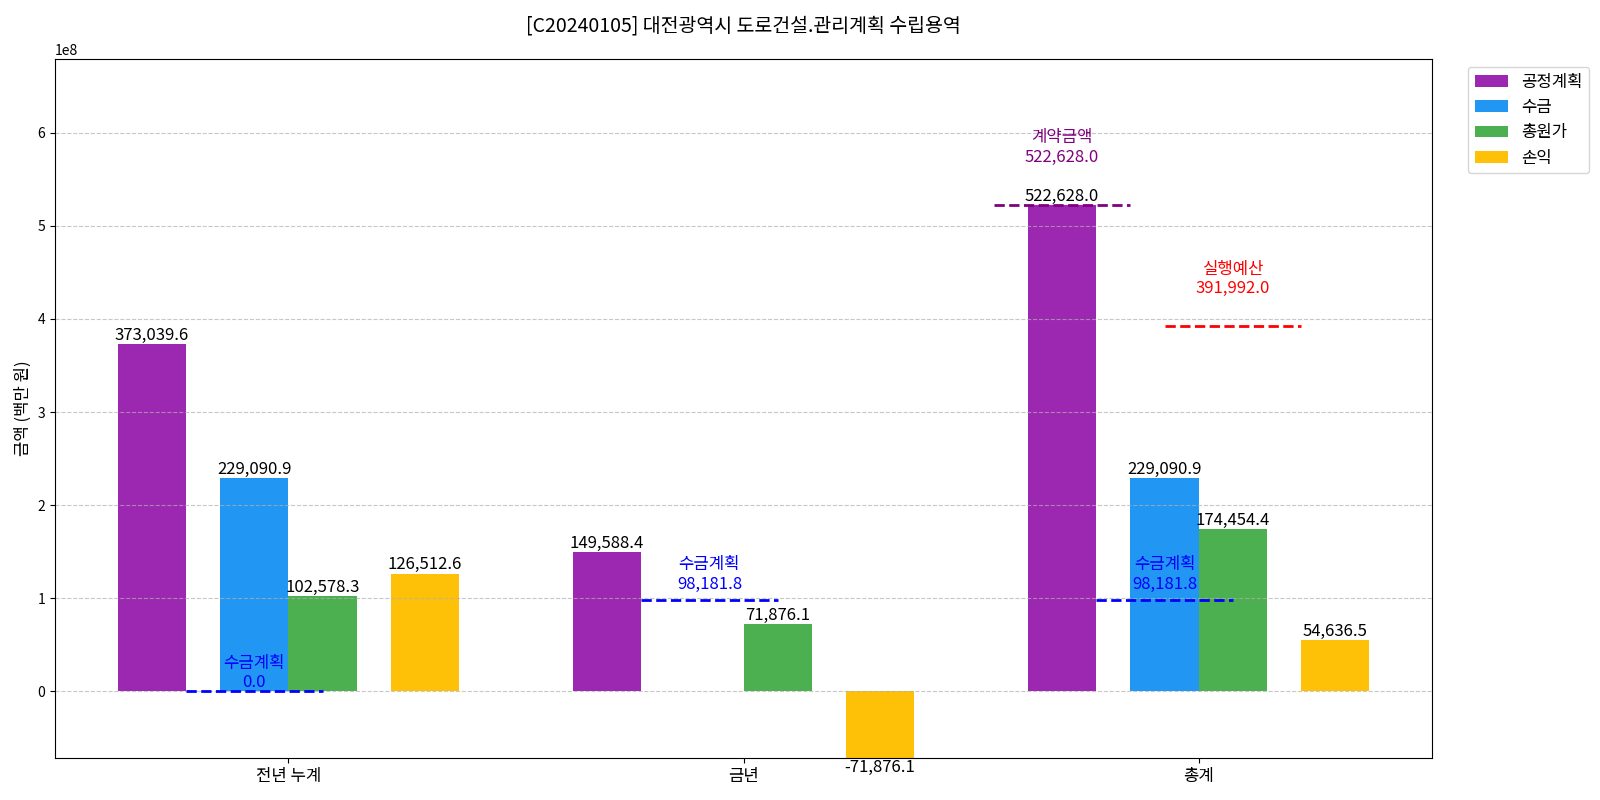 [C20240105] 대전광역시 도로건설.관리계획 수립용역
1e8
공정계획
수금
총원가
손익
금액 (백만 원)
6
5
4
3
2
1
0
373,039.6
229,090.9
102,578.3
126,512.6
수금계획
0.0
149,588.4
수금계획
98,181.8
71,876.1
-71,876.1
계약금액
522,628.0
522,628.0
실행예산
391,992.0
229,090.9
174,454.4
수금계획
98,181.8
54,636.5
전년 누계
금년
총계